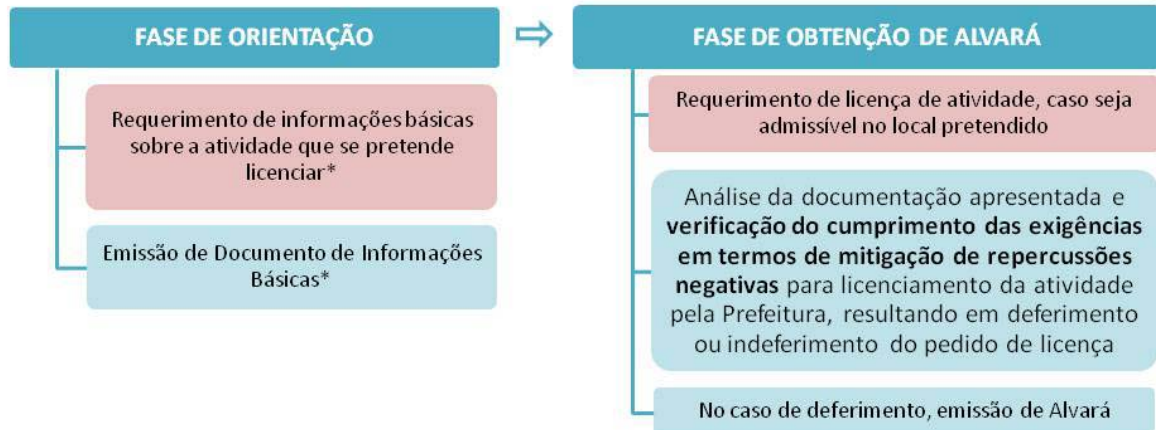 FASE DE ORIENTAÇÃO
Requerimento de informações básicas
sobre a atividade que se pretende
licenciar*
Emissão de Documento de Informações
Básicas*
FASE DE OBTENÇÃO DE ALVARÁ
Requerimento de licença de atividade, caso seja
admissível no local pretendido
Análise da documentação apresentada e
verificação do cumprimento das exigências
em termos de mitigação de repercussões
negativas para licenciamento da atividade
pela Prefeitura, resultando em deferimento
ou indeferimento do pedido de licença
No caso de deferimento, emissão de Alvará